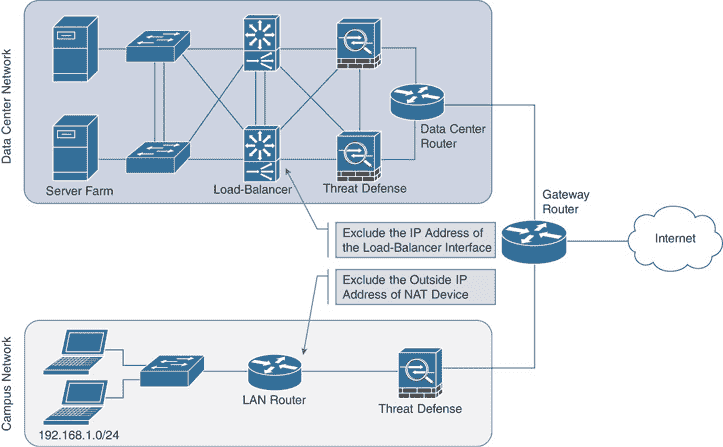 Data Center Network
Server Farm
Load-Balancer
Threat Defense
Data Center
Router
Exclude the IP Address of
the Load-Balancer Interface
Gateway
Router
Internet
Exclude the Outside IP
Address of NAT Device
Campus Network
192.168.1.0/24
LAN Router
Threat Defense